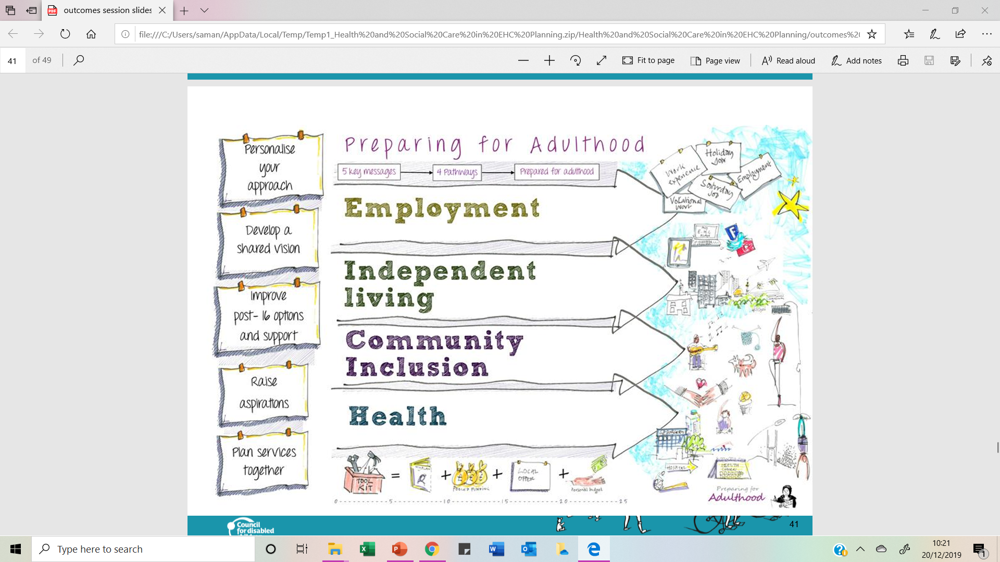 outcomes session slides
file:///C:/Users/saman/AppData/Local/Temp/Temp1_Health%20and%20Social%20Care%20in%20EHC%20Planning.zip/Health%20and%20Social%20Care%20in%20EHC%20Planning/outcomes%2
41 of 49
Fit to page
Page view
Read aloud
Add notes
Personalise
your
approach
Develop a
shared vision
Improve
post-16 options
and support
Raise
aspirations
Plan services
together
Preparing for Adulthood
5 key messages
4 Pathways
Prepared for adulthood
Employment
Independent
living
Community
Inclusion
Health
Work
experience
Holiday
Job
Employment
Saturday
Job
Vocational
Work
E.H.C
GP SURGERY
HOSPITAL
HEALTH
CHECK
TOOL
KIT
=
+
POOLED FUNDING
+
LOCAL
OFFER
+
Personal budget
0 5 10 15 20 25
Preparing for
Adulthood
Council
for disabled
41
Type here to search
10:21
20/12/2019
1